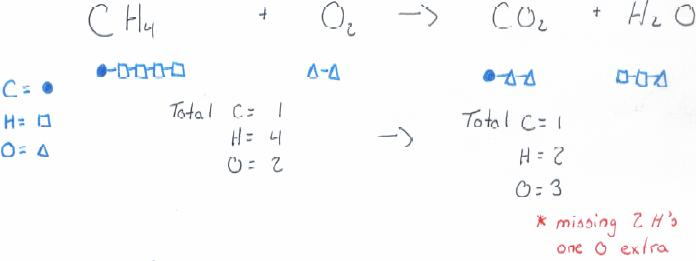 CH₄ + O₂ → CO₂ + H₂O
C =
H =
O =
Total C = 1
H = 4
O = 2
→
Total C = 1
H = 2
O = 3
* missing 2 H's
one O extra